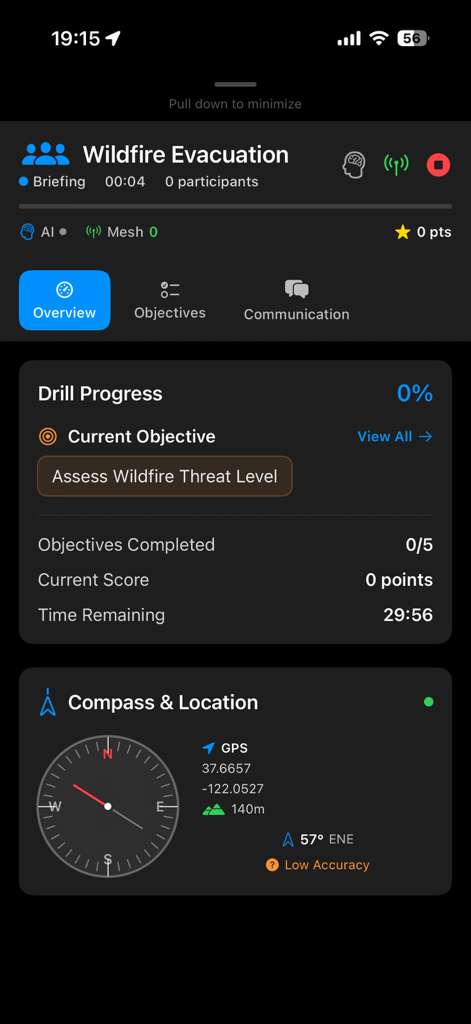 19:15
56
Pull down to minimize
Wildfire Evacuation
Briefing 00:04 0 participants
AI Mesh 0 0 pts
Overview Objectives Communication
Drill Progress 0%
Current Objective View All →
Assess Wildfire Threat Level
Objectives Completed 0/5
Current Score 0 points
Time Remaining 29:56
Compass & Location
N
W E
S
GPS
37.6657
-122.0527
140m
57° ENE
? Low Accuracy